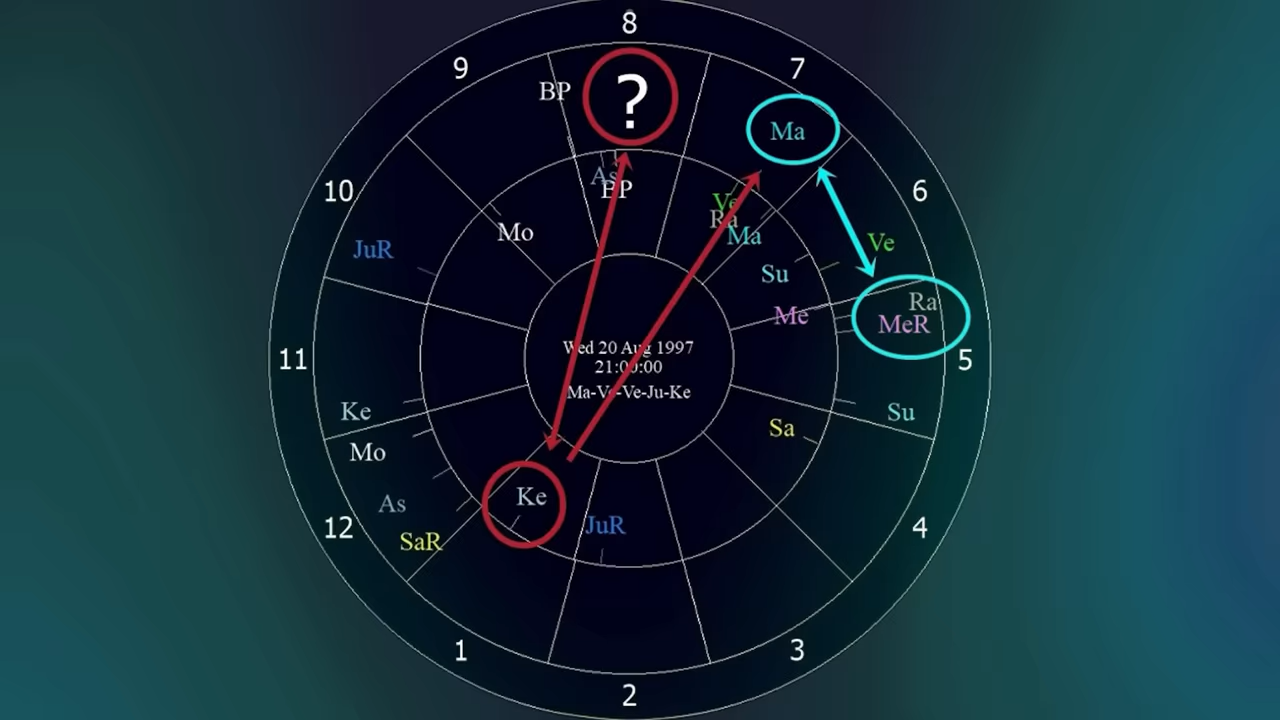 8
9
7
BP
?
Ma
As
BP
10
6
Ve
Ra
Ma
Mo
JuR
Ve
Su
Ra
Me
MeR
Wed 20 Aug 1997
21:00:00
11
5
Ma-Ve-Ve-Ju-Ke
Ke
Su
Sa
Mo
As
Ke
JuR
12
4
SaR
1
3
2